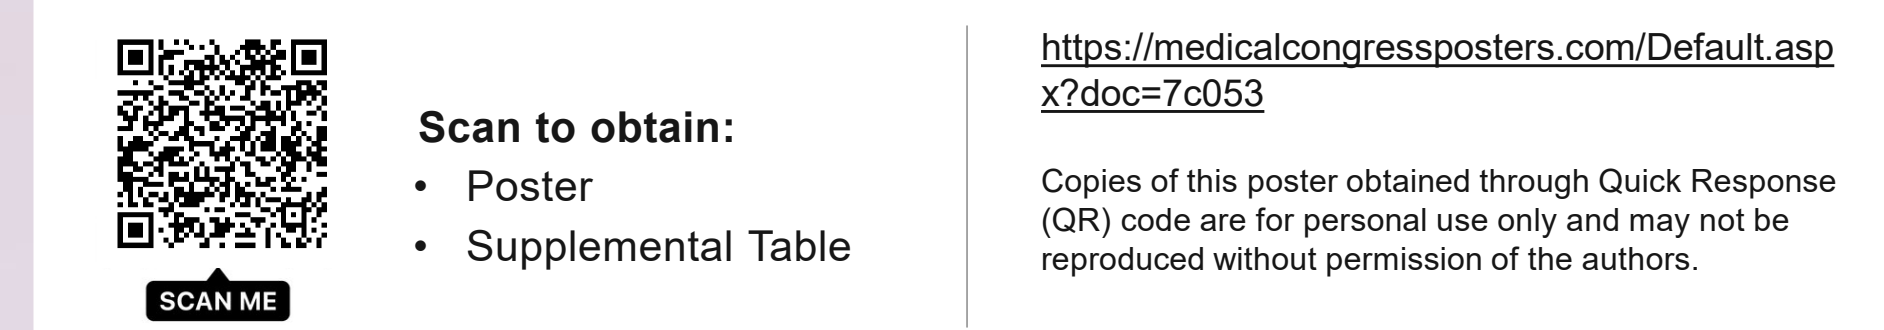 SCAN ME
Scan to obtain:
• Poster
• Supplemental Table
https://medicalcongressposters.com/Default.asp
x?doc=7c053
Copies of this poster obtained through Quick Response
(QR) code are for personal use only and may not be
reproduced without permission of the authors.